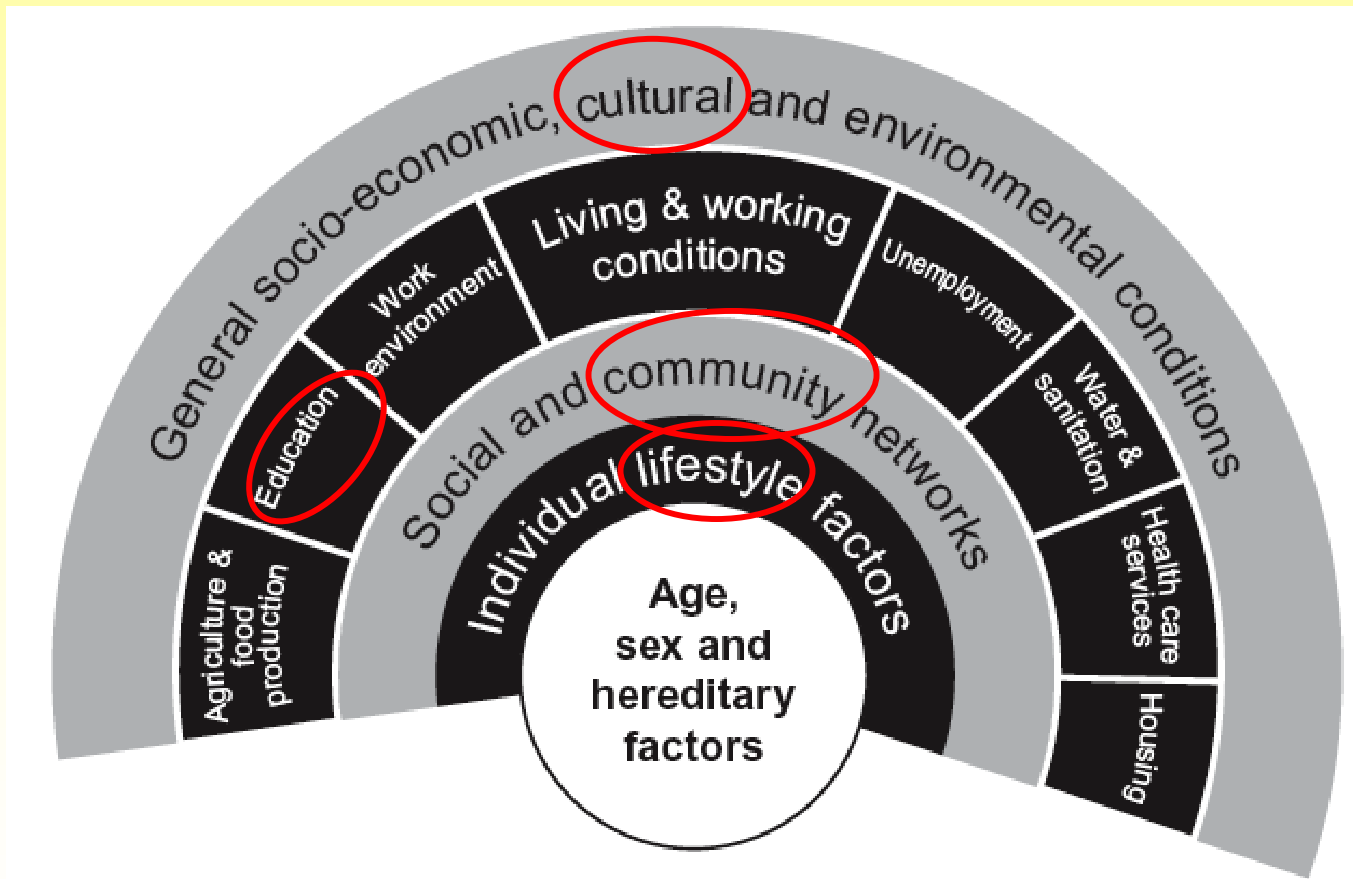 General socio-economic, cultural and environmental conditions
Agriculture &
food
production
Education
Work
environment
Living & working
conditions
Unemployment
Water &
sanitation
Health care
services
Housing
Social and community networks
Individual lifestyle factors
Age,
sex and
hereditary
factors